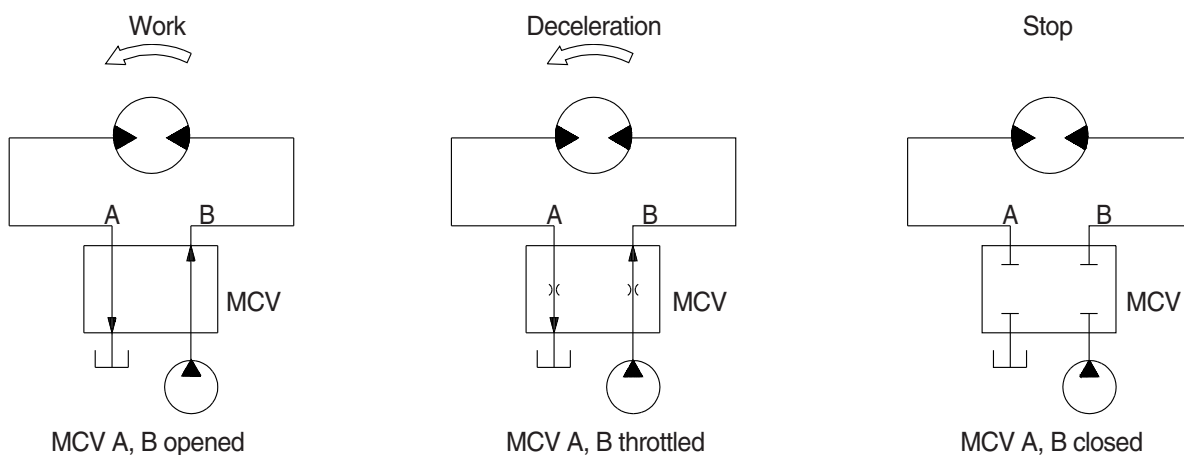 Work
Deceleration
Stop
A
B
A
B
A
B
MCV
MCV
MCV
MCV A, B opened
MCV A, B throttled
MCV A, B closed